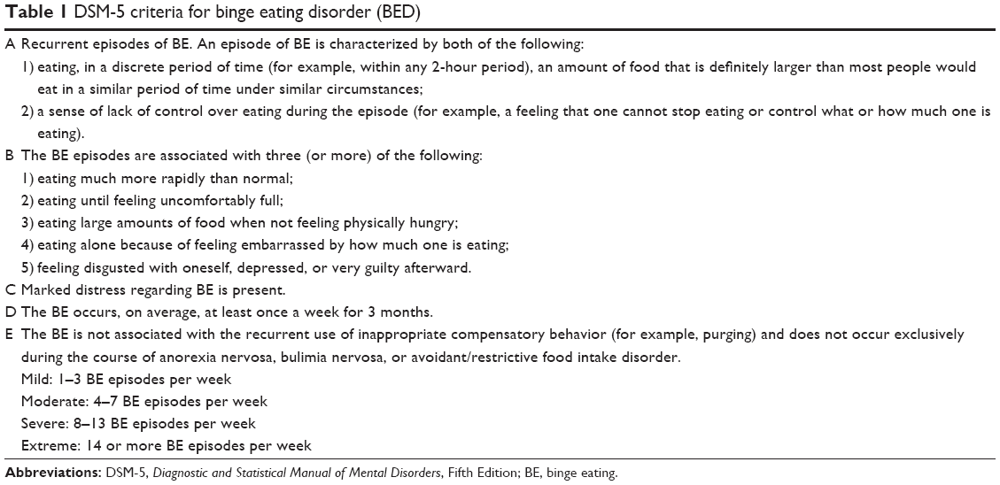 Table 1 DSM-5 criteria for binge eating disorder (BED)
A Recurrent episodes of BE. An episode of BE is characterized by both of the following:
1) eating, in a discrete period of time (for example, within any 2-hour period), an amount of food that is definitely larger than most people would
eat in a similar period of time under similar circumstances;
2) a sense of lack of control over eating during the episode (for example, a feeling that one cannot stop eating or control what or how much one is
eating).
B The BE episodes are associated with three (or more) of the following:
1) eating much more rapidly than normal;
2) eating until feeling uncomfortably full;
3) eating large amounts of food when not feeling physically hungry;
4) eating alone because of feeling embarrassed by how much one is eating;
5) feeling disgusted with oneself, depressed, or very guilty afterward.
C Marked distress regarding BE is present.
D The BE occurs, on average, at least once a week for 3 months.
E The BE is not associated with the recurrent use of inappropriate compensatory behavior (for example, purging) and does not occur exclusively
during the course of anorexia nervosa, bulimia nervosa, or avoidant/restrictive food intake disorder.
Mild: 1–3 BE episodes per week
Moderate: 4–7 BE episodes per week
Severe: 8–13 BE episodes per week
Extreme: 14 or more BE episodes per week
Abbreviations: DSM-5, Diagnostic and Statistical Manual of Mental Disorders, Fifth Edition; BE, binge eating.